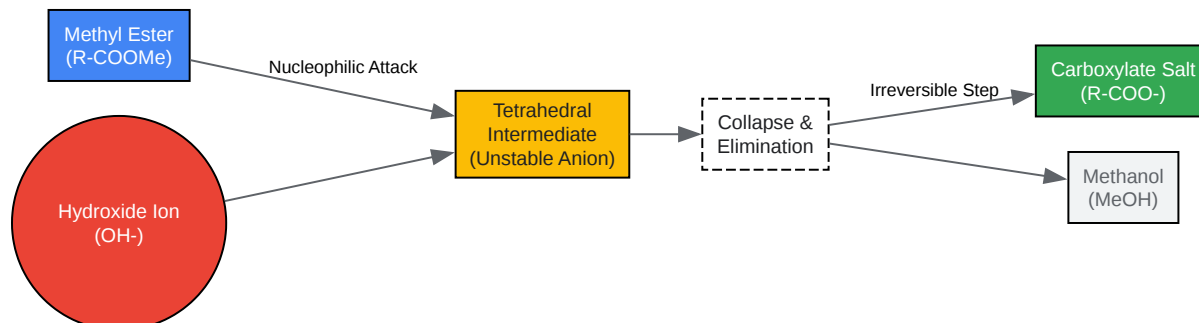 Methyl Ester
(R-COOMe)
Nucleophilic Attack
Hydroxide Ion
(OH-)
Tetrahedral
Intermediate
(Unstable Anion)
Collapse &
Elimination
Irreversible Step
Carboxylate Salt
(R-COO-)
Methanol
(MeOH)